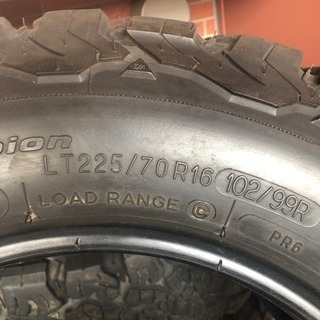 pion
LT225/70R16 102/99R
LOAD RANGE C
PR6